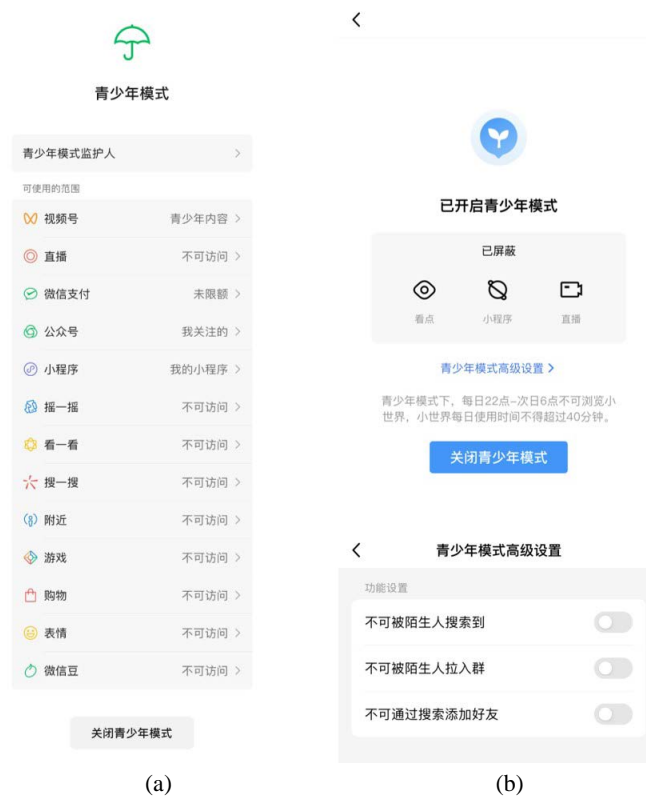 青少年模式
青少年模式监护人
可使用的范围
视频号 青少年内容
直播 不可访问
微信支付 未限额
公众号 我关注的
小程序 我的小程序
摇一摇 不可访问
看一看 不可访问
搜一搜 不可访问
附近 不可访问
游戏 不可访问
购物 不可访问
表情 不可访问
微信豆 不可访问
关闭青少年模式
(a)
已开启青少年模式
已屏蔽
看点 小程序 直播
青少年模式高级设置
青少年模式下，每日22点-次日6点不可浏览小
世界，小世界每日使用时间不得超过40分钟。
关闭青少年模式
青少年模式高级设置
功能设置
不可被陌生人搜索到
不可被陌生人拉入群
不可通过搜索添加好友
(b)